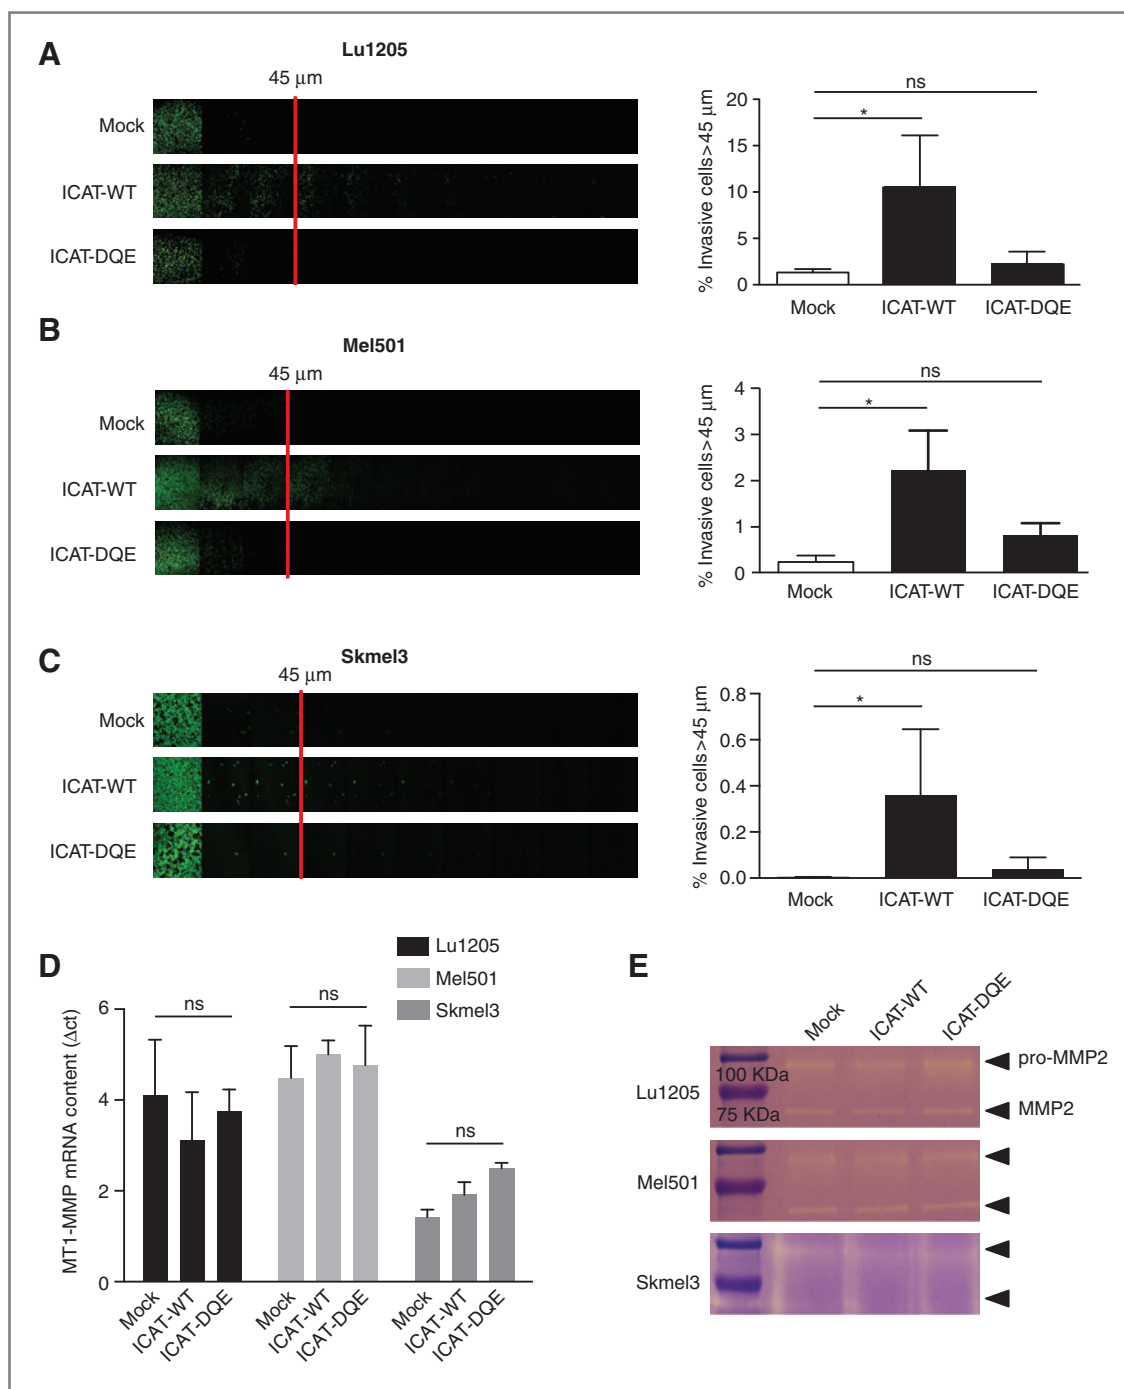 A
Lu1205
45 μm
Mock
ICAT-WT
ICAT-DQE
% Invasive cells>45 μm
20
15
10
5
0
ns
*
Mock
ICAT-WT
ICAT-DQE
B
Mel501
45 μm
Mock
ICAT-WT
ICAT-DQE
% Invasive cells>45 μm
4
3
2
1
0
ns
*
Mock
ICAT-WT
ICAT-DQE
C
Skmel3
45 μm
Mock
ICAT-WT
ICAT-DQE
% Invasive cells>45 μm
0.8
0.6
0.4
0.2
0.0
ns
*
Mock
ICAT-WT
ICAT-DQE
D
Lu1205
Mel501
Skmel3
MT1-MMP mRNA content (Δct)
6
4
2
0
ns
ns
ns
Mock
ICAT-WT
ICAT-DQE
Mock
ICAT-WT
ICAT-DQE
Mock
ICAT-WT
ICAT-DQE
E
Mock
ICAT-WT
ICAT-DQE
Lu1205
100 KDa
75 KDa
pro-MMP2
MMP2
Mel501
Skmel3